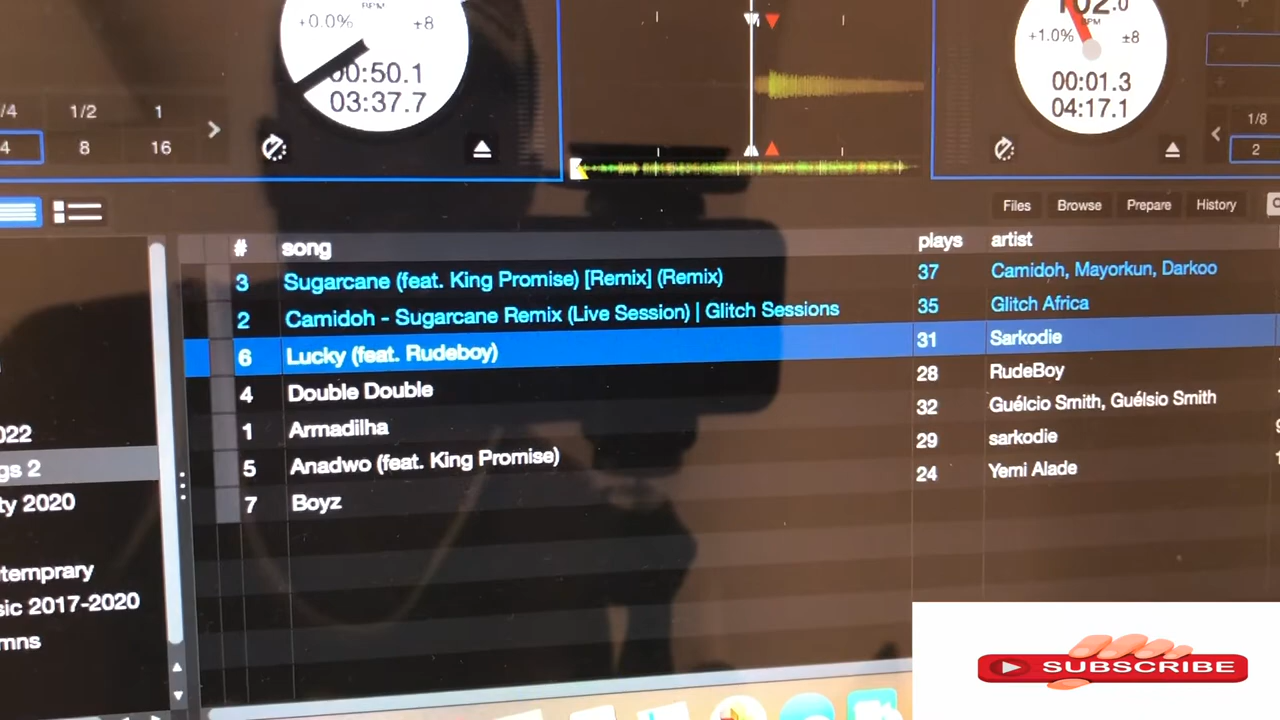 BPM
+0.0% +8
00:50.1
03:37.7
102.0
BPM
+1.0% ±8
00:01.3
04:17.1
/4 1/2 1
4 8 16
1/8
2
Files Browse Prepare History
# song plays artist
3 Sugarcane (feat. King Promise) [Remix] (Remix) 37 Camidoh, Mayorkun, Darkoo
2 Camidoh - Sugarcane Remix (Live Session) | Glitch Sessions 35 Glitch Africa
6 Lucky (feat. Rudeboy) 31 Sarkodie
4 Double Double 28 RudeBoy
1 Armadilha 32 Guélcio Smith, Guélsio Smith
5 Anadwo (feat. King Promise) 29 sarkodie
7 Boyz 24 Yemi Alade
022
gs 2
ty 2020
temprary
sic 2017-2020
mns
SUBSCRIBE